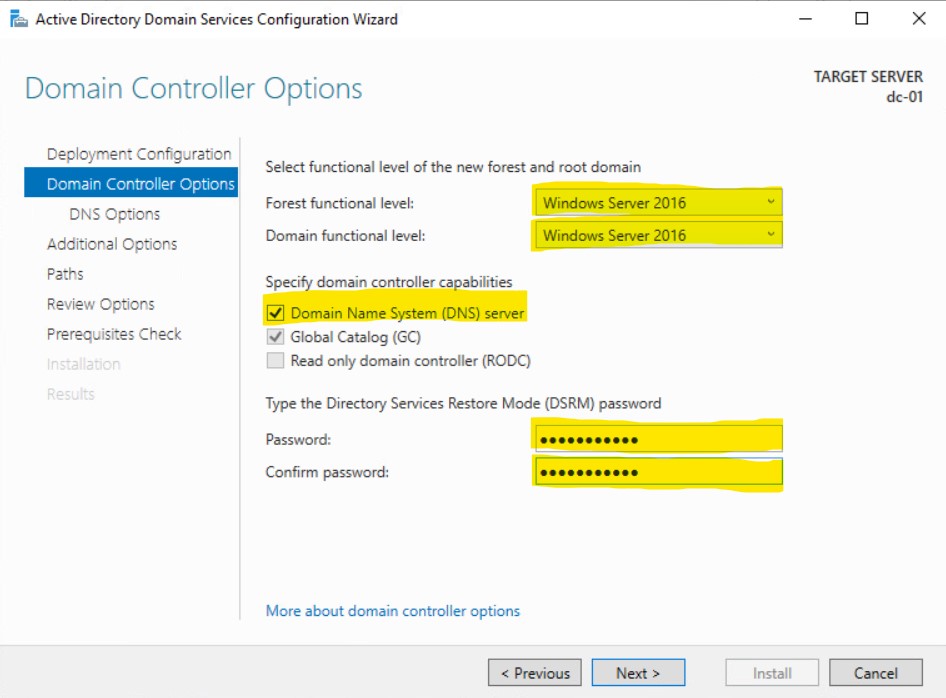 Active Directory Domain Services Configuration Wizard
Domain Controller Options
TARGET SERVER
dc-01
Deployment Configuration
Domain Controller Options
DNS Options
Additional Options
Paths
Review Options
Prerequisites Check
Installation
Results
Select functional level of the new forest and root domain
Forest functional level: Windows Server 2016
Domain functional level: Windows Server 2016
Specify domain controller capabilities
Domain Name System (DNS) server
Global Catalog (GC)
Read only domain controller (RODC)
Type the Directory Services Restore Mode (DSRM) password
Password: ●●●●●●●●●●●
Confirm password: ●●●●●●●●●●●
More about domain controller options
< Previous Next > Install Cancel